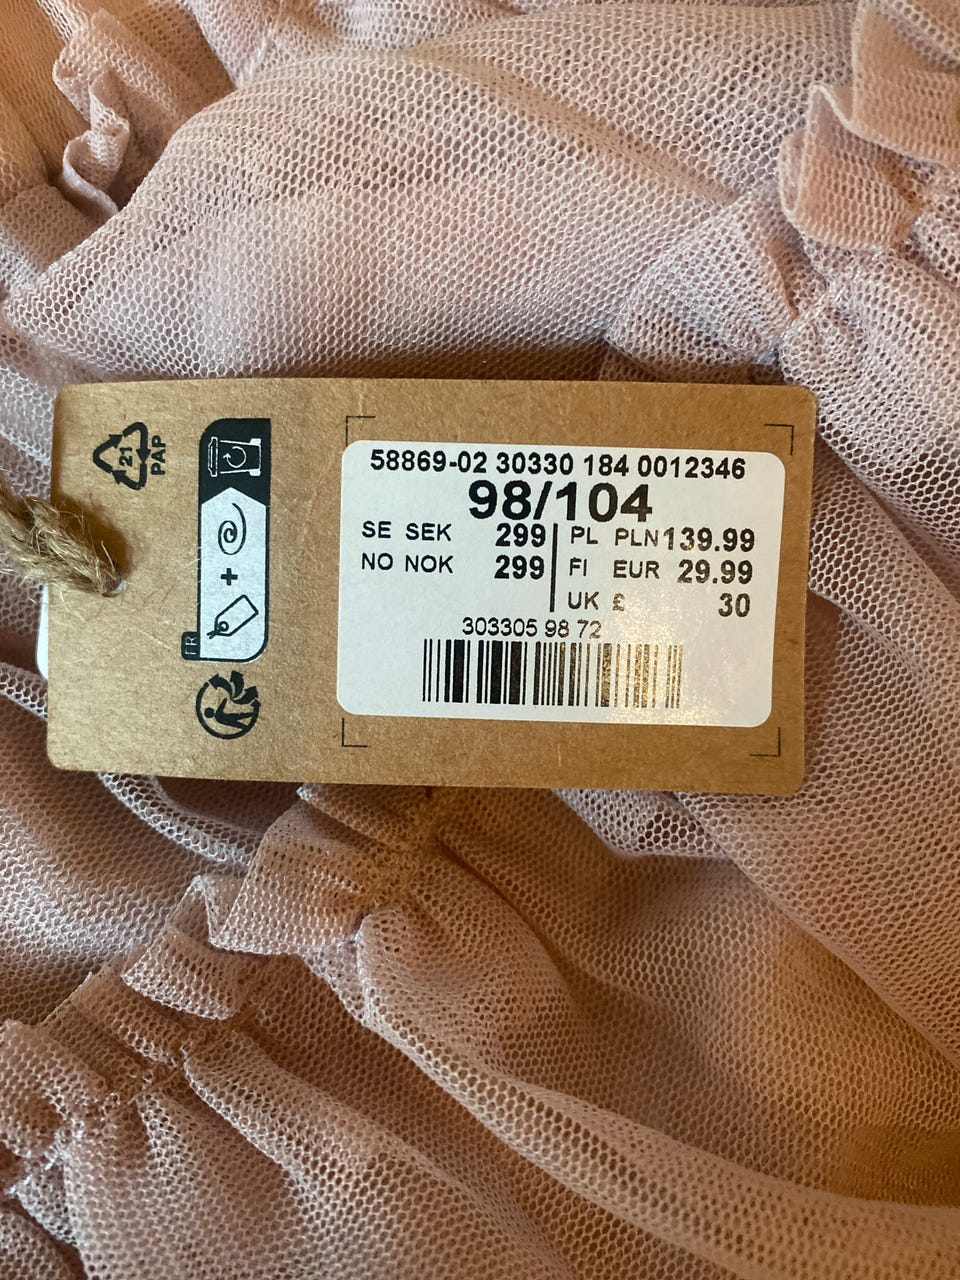 58869-02 30330 184 0012346
98/104
SE SEK 299
NO NOK 299
PL PLN 139.99
FI EUR 29.99
UK £ 30
303305 98 72
21
PAP
FR